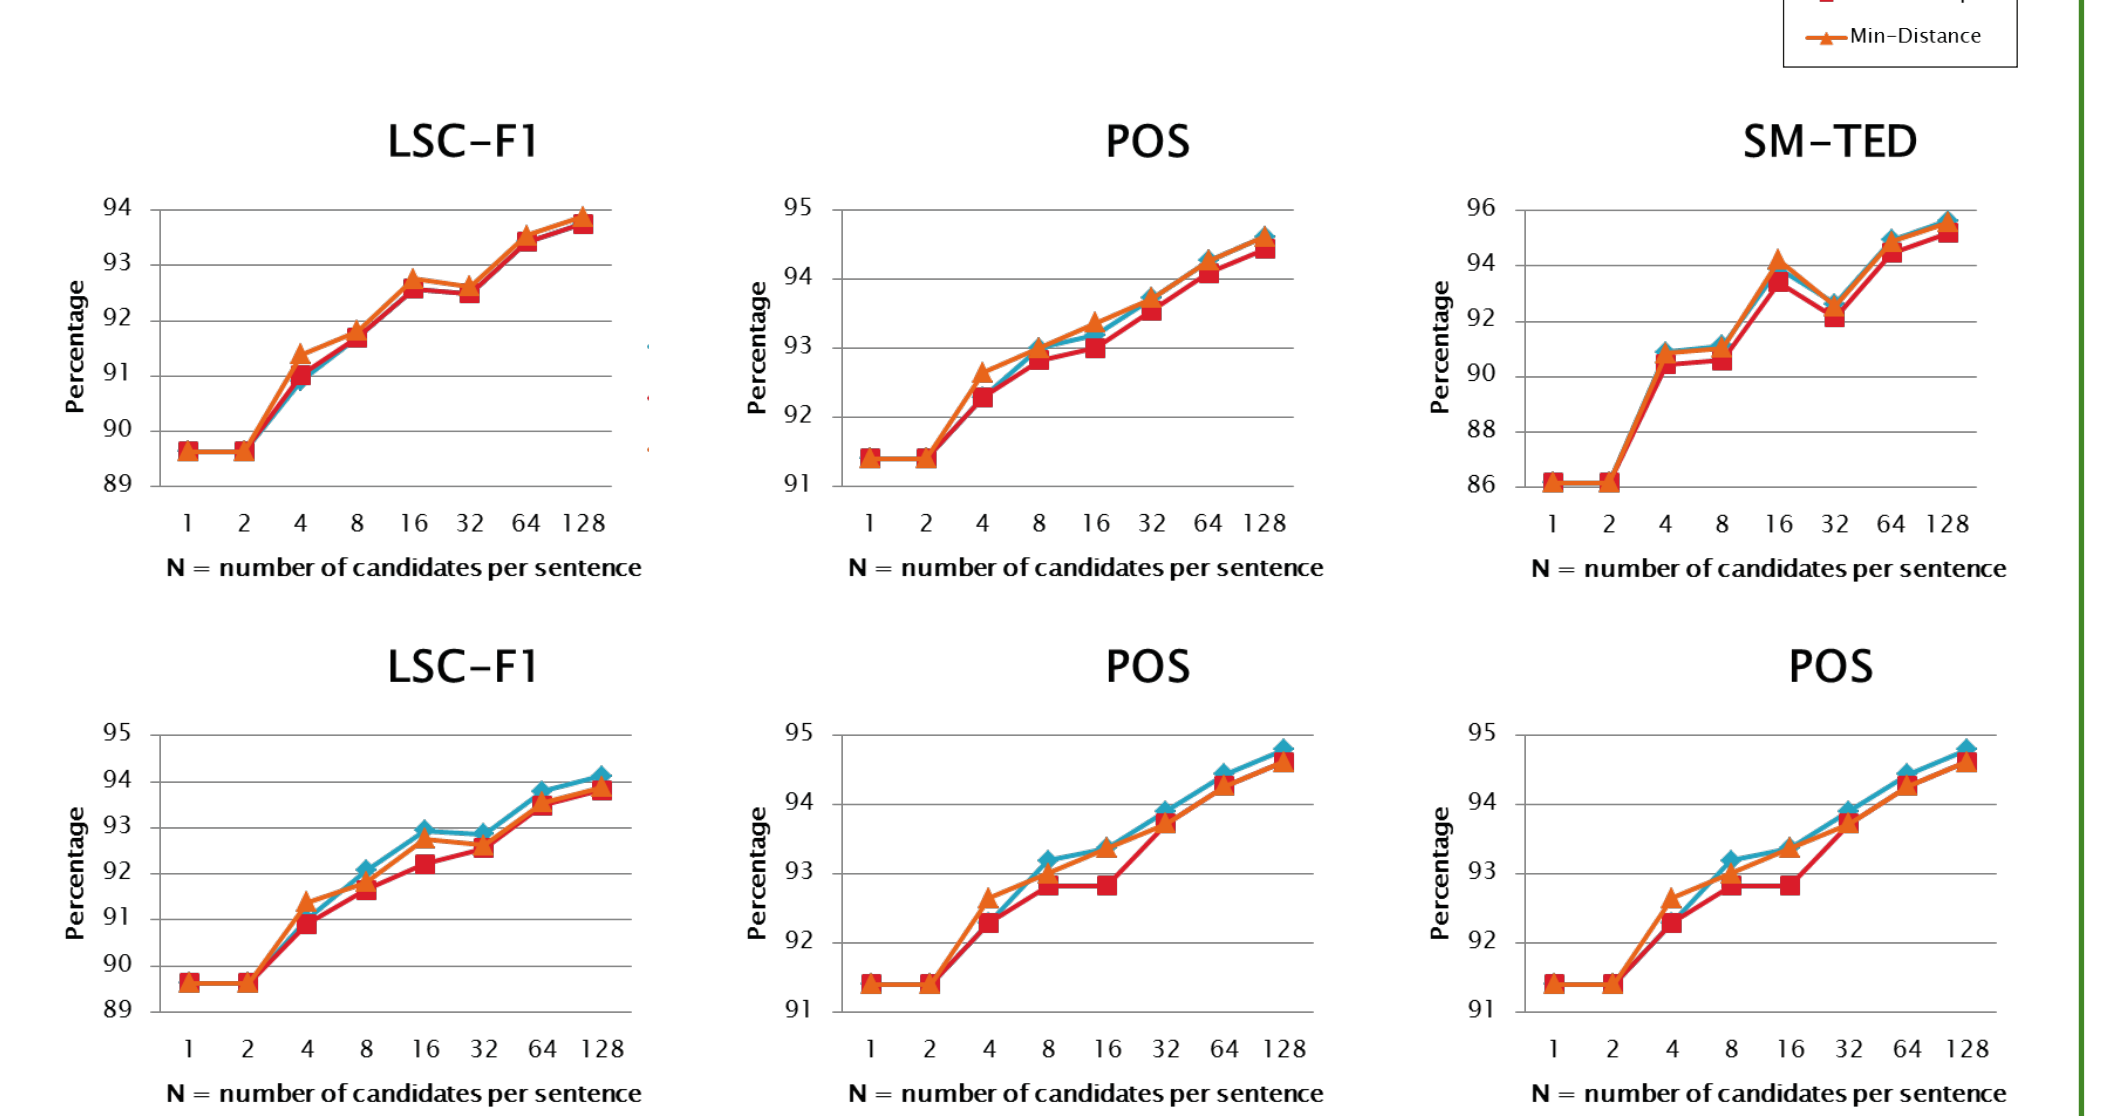 Min-Distance
LSC-F1
POS
SM-TED
94
93
92
91
90
89
Percentage
1 2 4 8 16 32 64 128
N = number of candidates per sentence
95
94
93
92
91
Percentage
1 2 4 8 16 32 64 128
N = number of candidates per sentence
96
94
92
90
88
86
Percentage
1 2 4 8 16 32 64 128
N = number of candidates per sentence
LSC-F1
POS
POS
95
94
93
92
91
90
89
Percentage
1 2 4 8 16 32 64 128
N = number of candidates per sentence
95
94
93
92
91
Percentage
1 2 4 8 16 32 64 128
N = number of candidates per sentence
95
94
93
92
91
Percentage
1 2 4 8 16 32 64 128
N = number of candidates per sentence